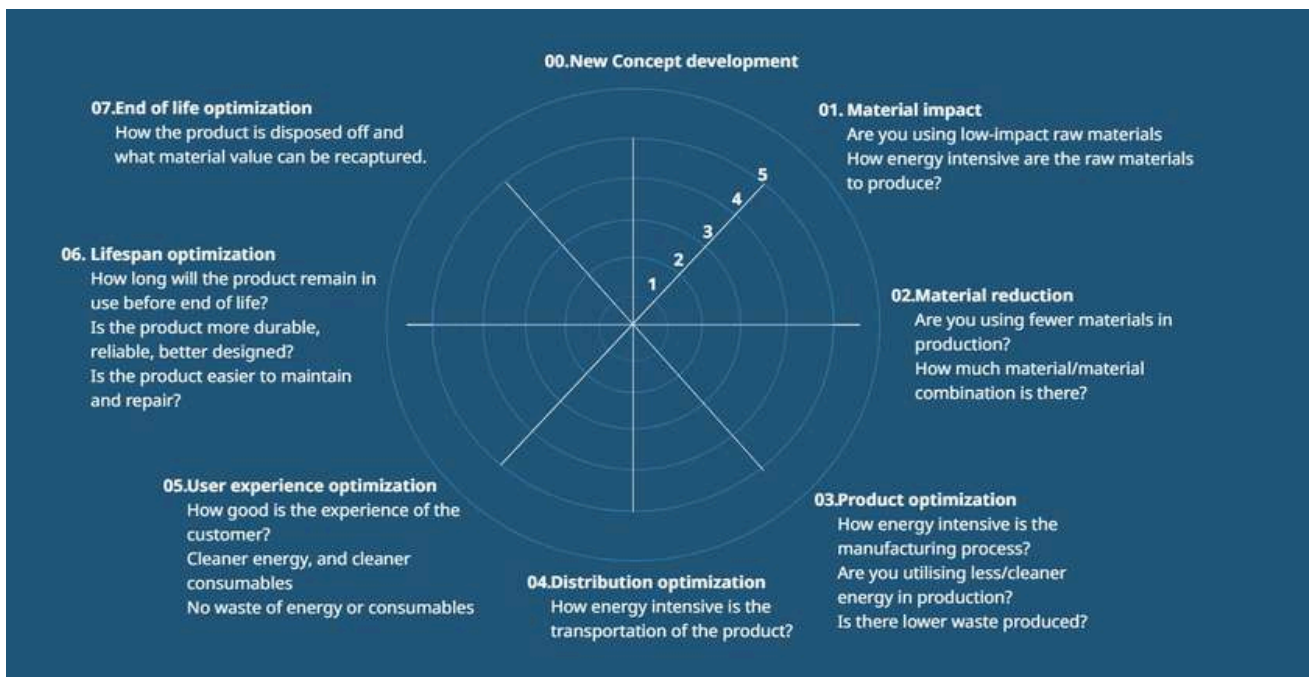 00.New Concept development
01. Material impact
Are you using low-impact raw materials
How energy intensive are the raw materials
to produce?
02.Material reduction
Are you using fewer materials in
production?
How much material/material
combination is there?
03.Product optimization
How energy intensive is the
manufacturing process?
Are you utilising less/cleaner
energy in production?
Is there lower waste produced?
04.Distribution optimization
How energy intensive is the
transportation of the product?
05.User experience optimization
How good is the experience of the
customer?
Cleaner energy, and cleaner
consumables
No waste of energy or consumables
06. Lifespan optimization
How long will the product remain in
use before end of life?
Is the product more durable,
reliable, better designed?
Is the product easier to maintain
and repair?
07.End of life optimization
How the product is disposed off and
what material value can be recaptured.
5
4
3
2
1